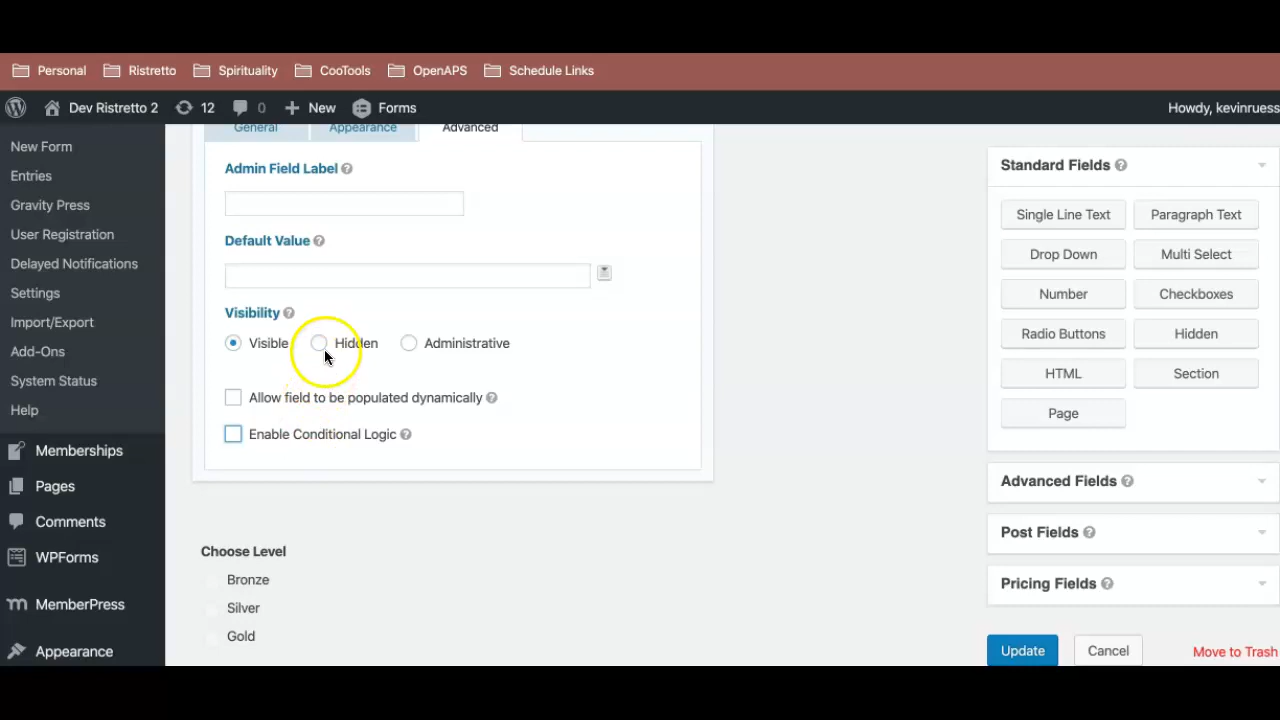 Personal Ristretto Spirituality CooTools OpenAPS Schedule Links
Dev Ristretto 2 12 0 New Forms Howdy, kevinruess
New Form
Entries
Gravity Press
User Registration
Delayed Notifications
Settings
Import/Export
Add-Ons
System Status
Help
Memberships
Pages
Comments
WPForms
MemberPress
Appearance
General Appearance Advanced
Admin Field Label
Default Value
Visibility
Visible Hidden Administrative
Allow field to be populated dynamically
Enable Conditional Logic
Choose Level
Bronze
Silver
Gold
Standard Fields
Single Line Text Paragraph Text
Drop Down Multi Select
Number Checkboxes
Radio Buttons Hidden
HTML Section
Page
Advanced Fields
Post Fields
Pricing Fields
Update Cancel Move to Trash